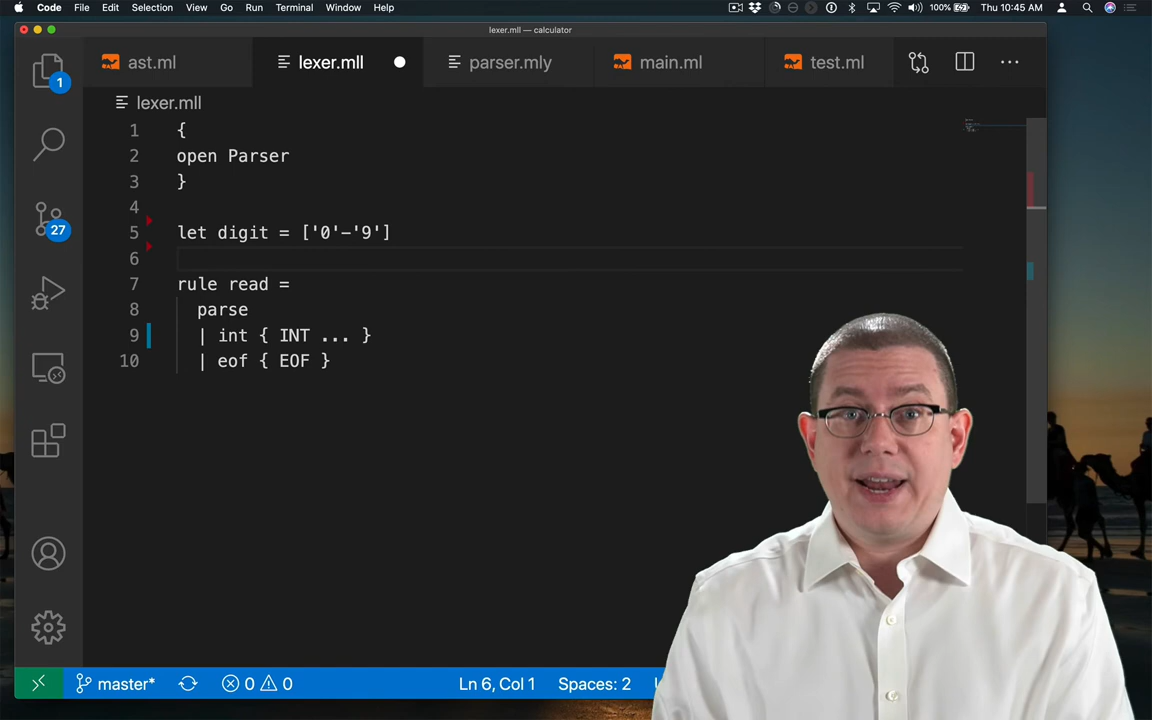 Code File Edit Selection View Go Run Terminal Window Help 100% Thu 10:45 AM
lexer.mll — calculator
ast.ml lexer.mll parser.mly main.ml test.ml
1
lexer.mll
1 {
2 open Parser
3 }
4
5 let digit = ['0'-'9']
6
7 rule read =
8 parse
9 | int { INT ... }
10 | eof { EOF }
27
master* 0 0 Ln 6, Col 1 Spaces: 2